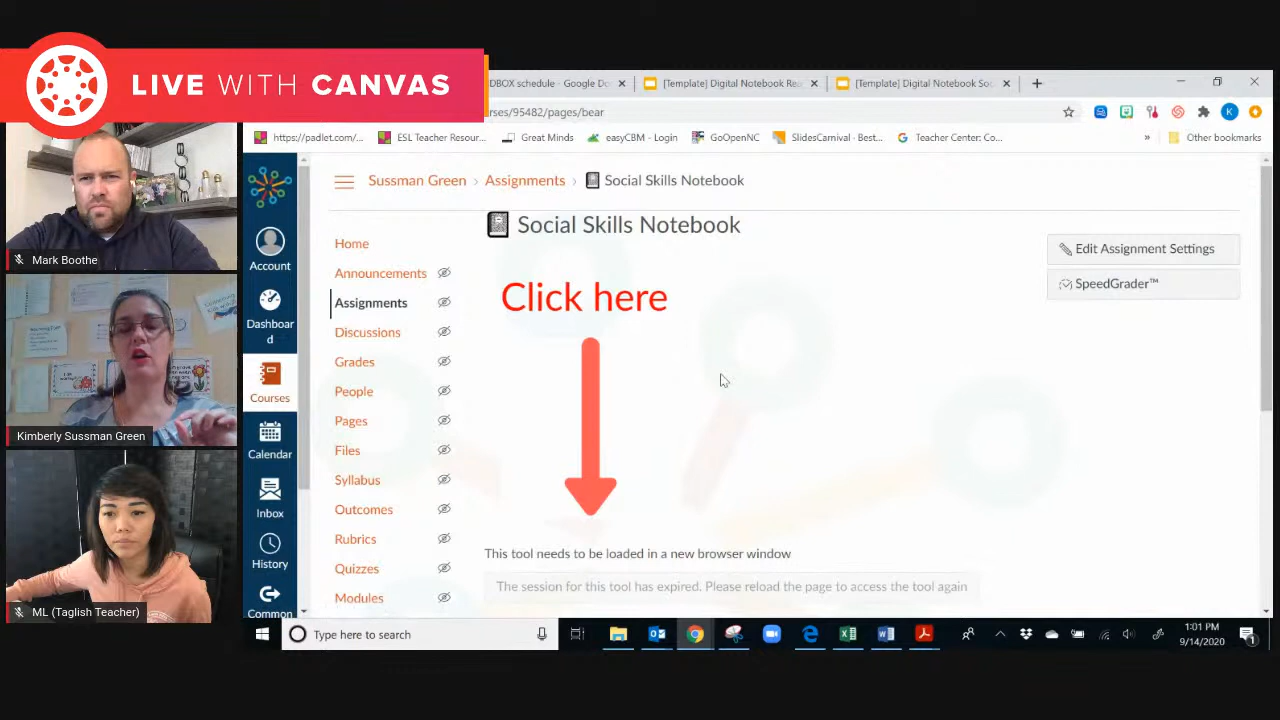 LIVE WITH CANVAS
DBOX schedule - Google Do
[Template] Digital Notebook Rea
[Template] Digital Notebook Soc
rses/95482/pages/bear
K
https://padlet.com/...
ESL Teacher Resour...
Great Minds
easyCBM - Login
GoOpenNC
SlidesCarnival - Best...
Teacher Center; Co...
»
Other bookmarks
Mark Boothe
Kimberly Sussman Green
ML (Taglish Teacher)
Account
Dashboar
d
Courses
Calendar
Inbox
History
Common
Sussman Green › Assignments › Social Skills Notebook
Home
Announcements
Assignments
Discussions
Grades
People
Pages
Files
Syllabus
Outcomes
Rubrics
Quizzes
Modules
Social Skills Notebook
Click here
This tool needs to be loaded in a new browser window
The session for this tool has expired. Please reload the page to access the tool again
Edit Assignment Settings
SpeedGrader™
Type here to search
1:01 PM
9/14/2020
1